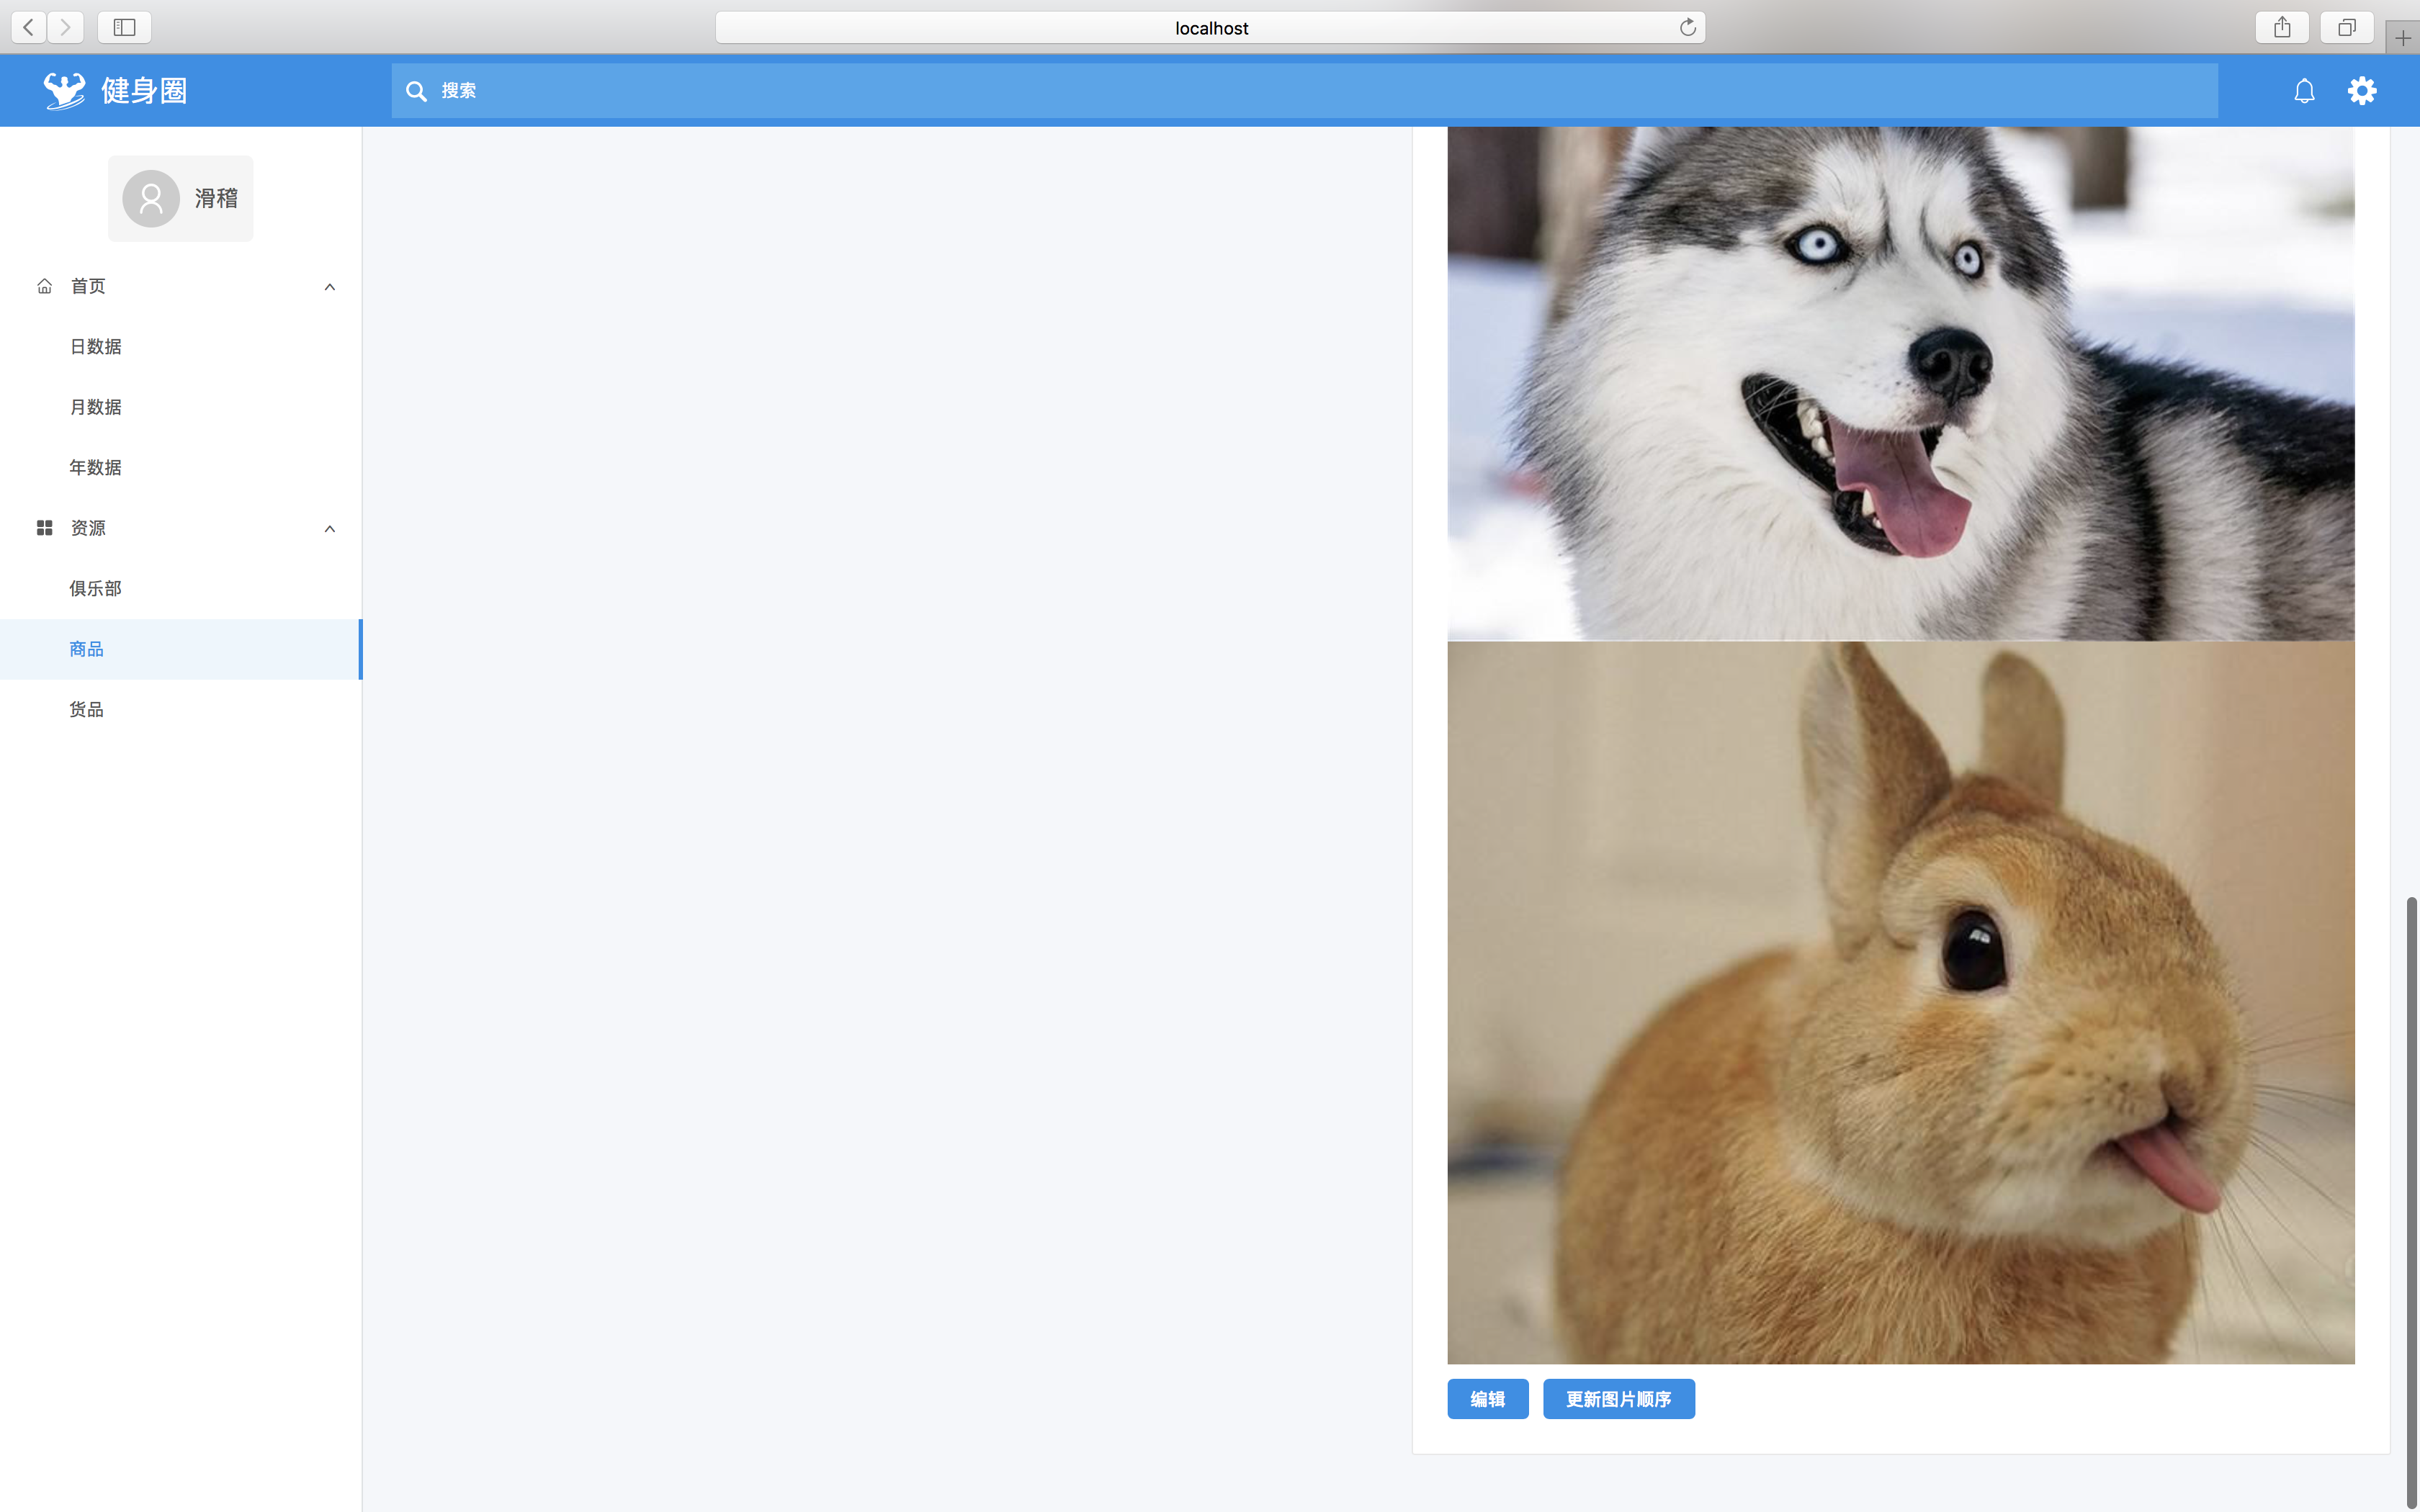 localhost
健身圈
搜索
滑稽
首页
日数据
月数据
年数据
资源
俱乐部
商品
货品
编辑
更新图片顺序